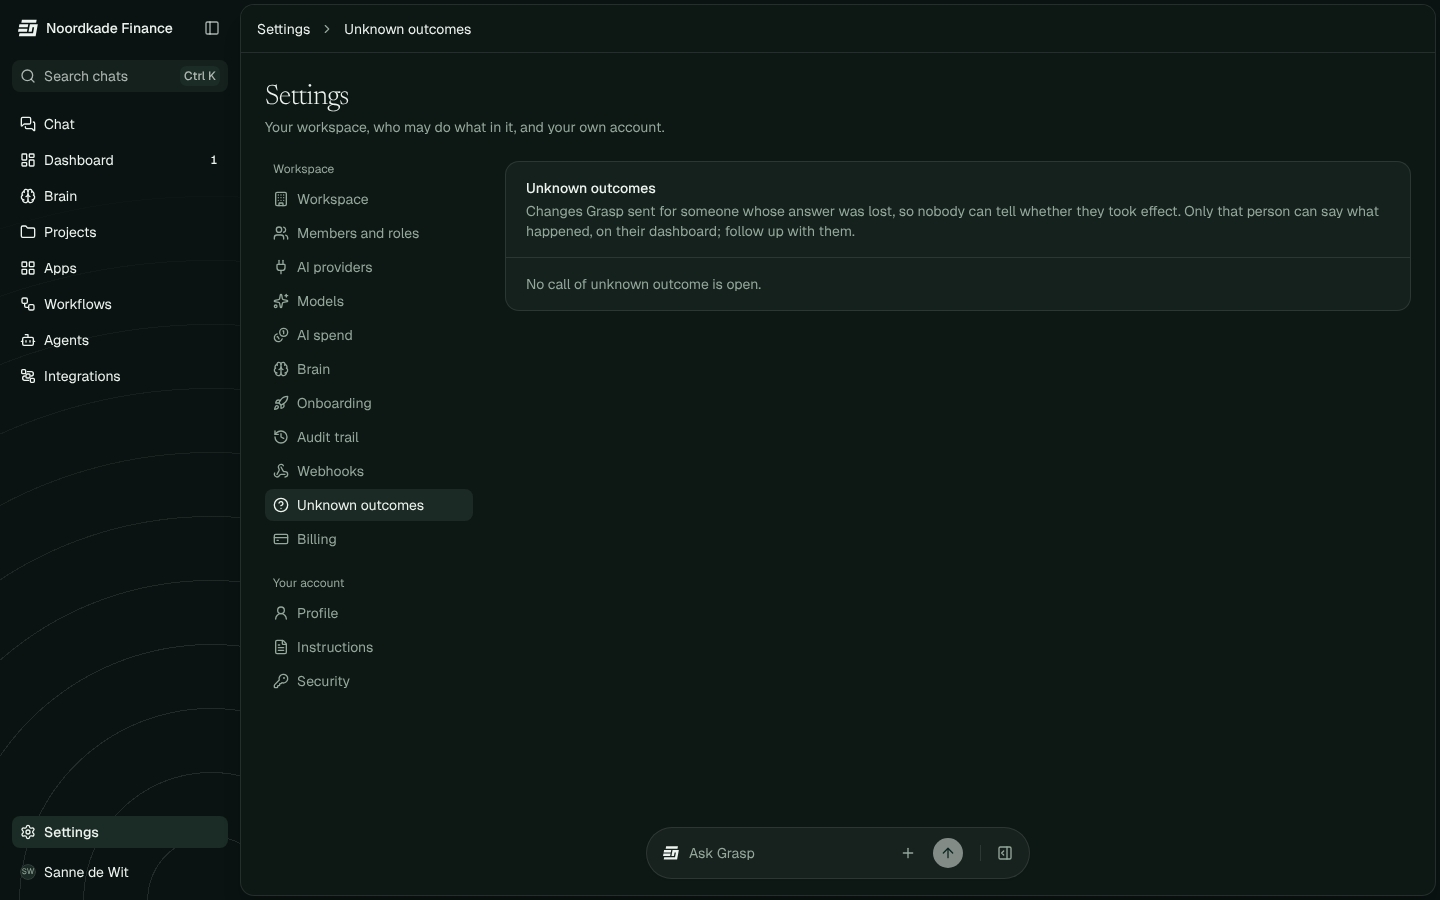 Noordkade Finance
Search chats
Ctrl K
Chat
Dashboard
1
Brain
Projects
Apps
Workflows
Agents
Integrations
Settings
SW
Sanne de Wit
Settings
Unknown outcomes
Settings
Your workspace, who may do what in it, and your own account.
Workspace
Workspace
Members and roles
AI providers
Models
AI spend
Brain
Onboarding
Audit trail
Webhooks
Unknown outcomes
Billing
Your account
Profile
Instructions
Security
Unknown outcomes
Changes Grasp sent for someone whose answer was lost, so nobody can tell whether they took effect. Only that person can say what
happened, on their dashboard; follow up with them.
No call of unknown outcome is open.
Ask Grasp